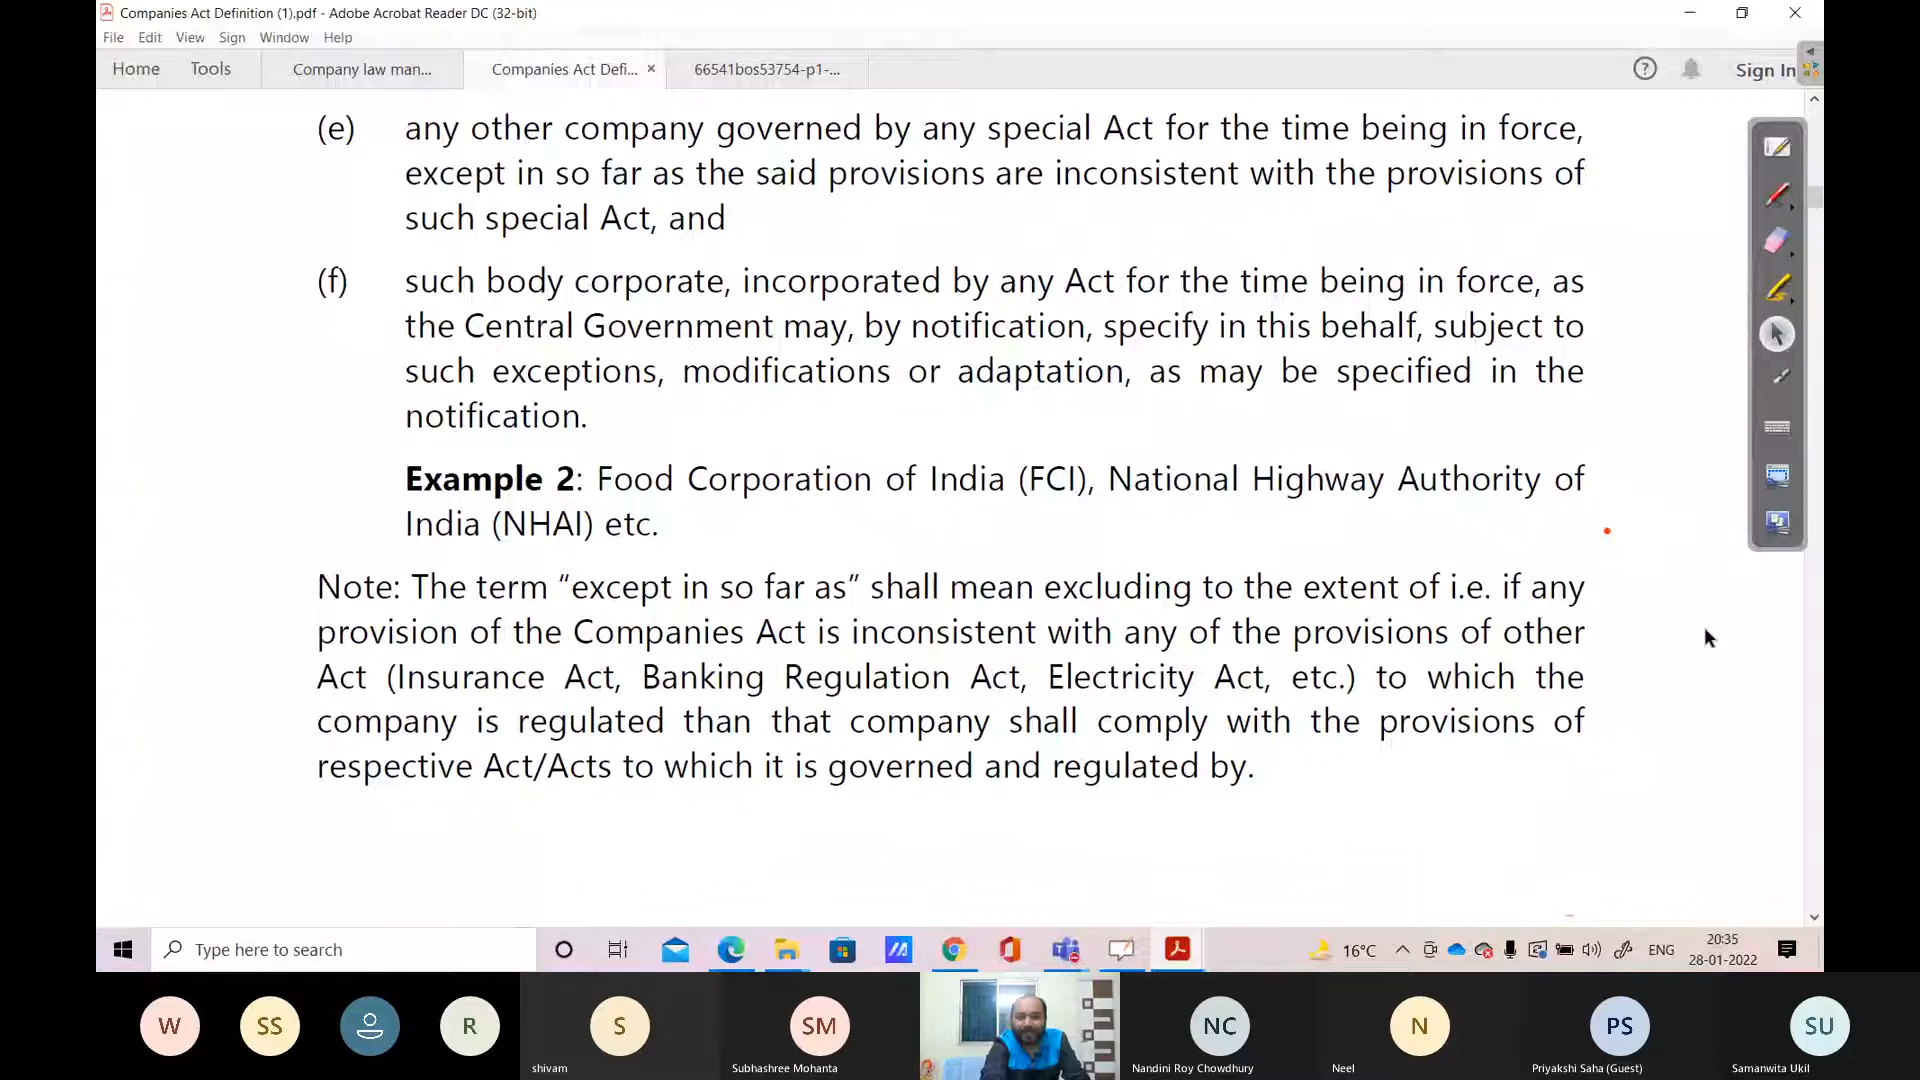 Companies Act Definition (1).pdf - Adobe Acrobat Reader DC (32-bit)
File Edit View Sign Window Help
Home Tools Company law man... Companies Act Defi... × 66541bos53754-p1-... Sign In
(e) any other company governed by any special Act for the time being in force,
except in so far as the said provisions are inconsistent with the provisions of
such special Act, and
(f) such body corporate, incorporated by any Act for the time being in force, as
the Central Government may, by notification, specify in this behalf, subject to
such exceptions, modifications or adaptation, as may be specified in the
notification.
Example 2: Food Corporation of India (FCI), National Highway Authority of
India (NHAI) etc.
Note: The term “except in so far as” shall mean excluding to the extent of i.e. if any
provision of the Companies Act is inconsistent with any of the provisions of other
Act (Insurance Act, Banking Regulation Act, Electricity Act, etc.) to which the
company is regulated than that company shall comply with the provisions of
respective Act/Acts to which it is governed and regulated by.
Type here to search 16°C ENG 20:35
28-01-2022
W SS R S SM NC N PS SU
shivam Subhashree Mohanta Nandini Roy Chowdhury Neel Priyakshi Saha (Guest) Samanwita Ukil